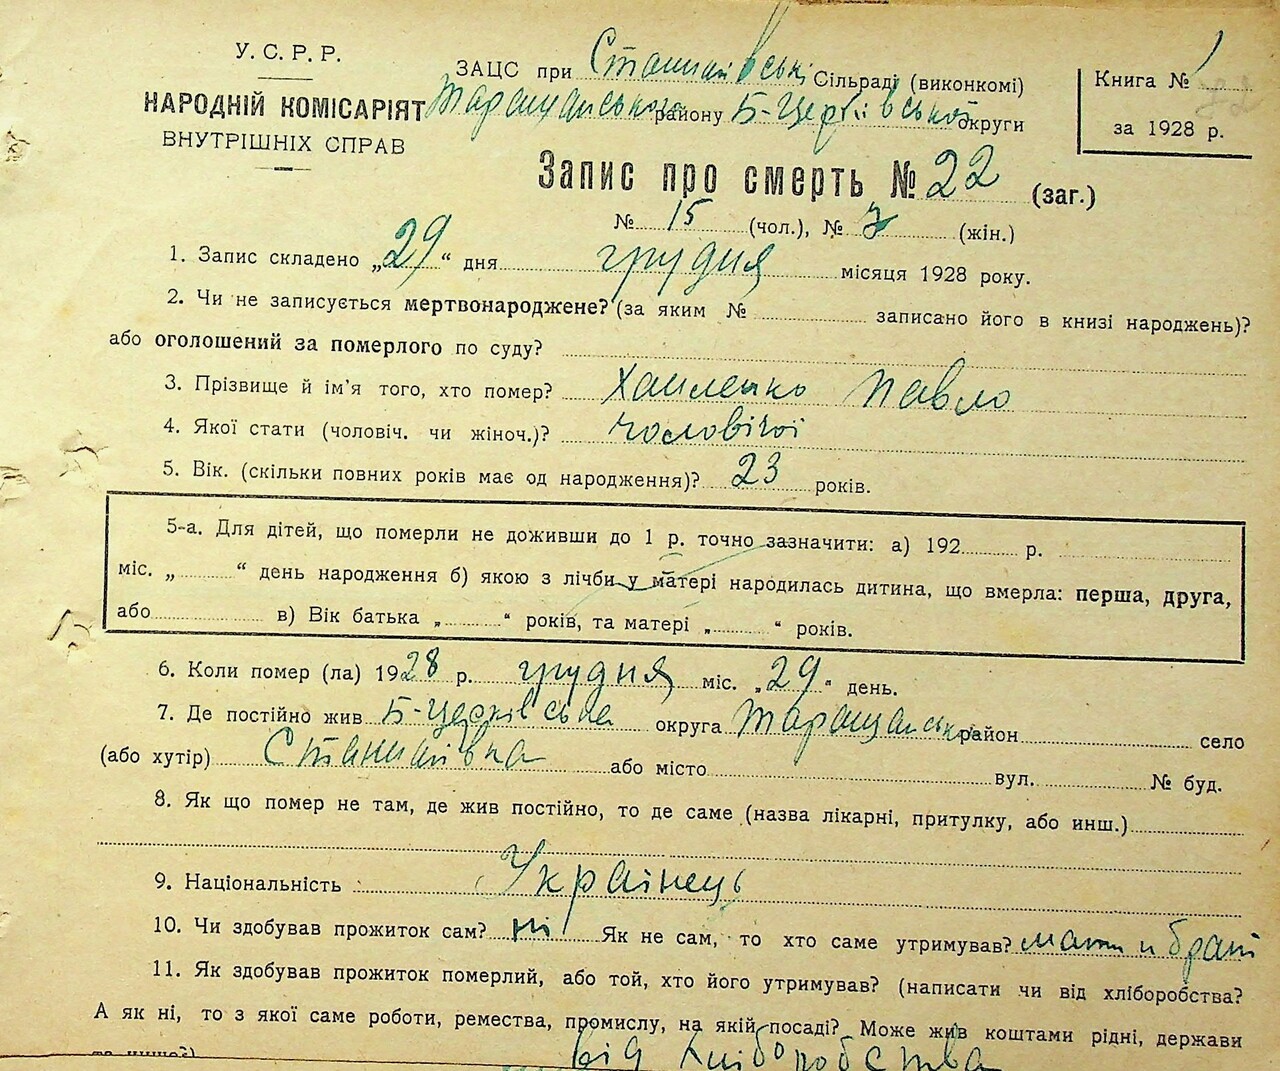 У. С. Р. Р.
НАРОДНІЙ КОМІСАРІЯТ
ВНУТРІШНІХ СПРАВ
ЗАЦС при Станишівські Сільраді (виконкомі)
Таращанського району Б-Церківської округи
Книга №
за 1928 р.
Запис про смерть № 22 (заг.)
№ 15 (чол.), № 7 (жін.)
1. Запис складено „29“ дня грудня місяця 1928 року.
2. Чи не записується мертвонароджене? (за яким № записано його в книзі народжень)?
або оголошений за померлого по суду?
3. Прізвище й ім’я того, хто помер? Павло
4. Якої стати (чоловіч. чи жіноч.)? чоловічої
5. Вік. (скільки повних років має од народження)? 23 років.
5-а. Для дітей, що померли не доживши до 1 р. точно зазначити: а) 192 р.
міс. „ “ день народження б) якою з лічби у матері народилась дитина, що вмерла: перша, друга,
або в) Вік батька „ “ років, та матері „ “ років.
6. Коли помер (ла) 1928 р. грудня міс. „29“ день.
7. Де постійно жив Б-Церківська округа Таращанськ район село
(або хутір) Станишівка або місто вул. № буд.
8. Як що помер не там, де жив постійно, то де саме (назва лікарні, притулку, або инш.)
9. Національність Українець
10. Чи здобував прожиток сам? ні Як не сам, то хто саме утримував? мати и брат
11. Як здобував прожиток померлий, або той, хто його утримував? (написати чи від хліборобства?
А як ні, то з якої саме роботи, ремества, промислу, на якій посаді? Може жив коштами рідні, держави
від хліборобства